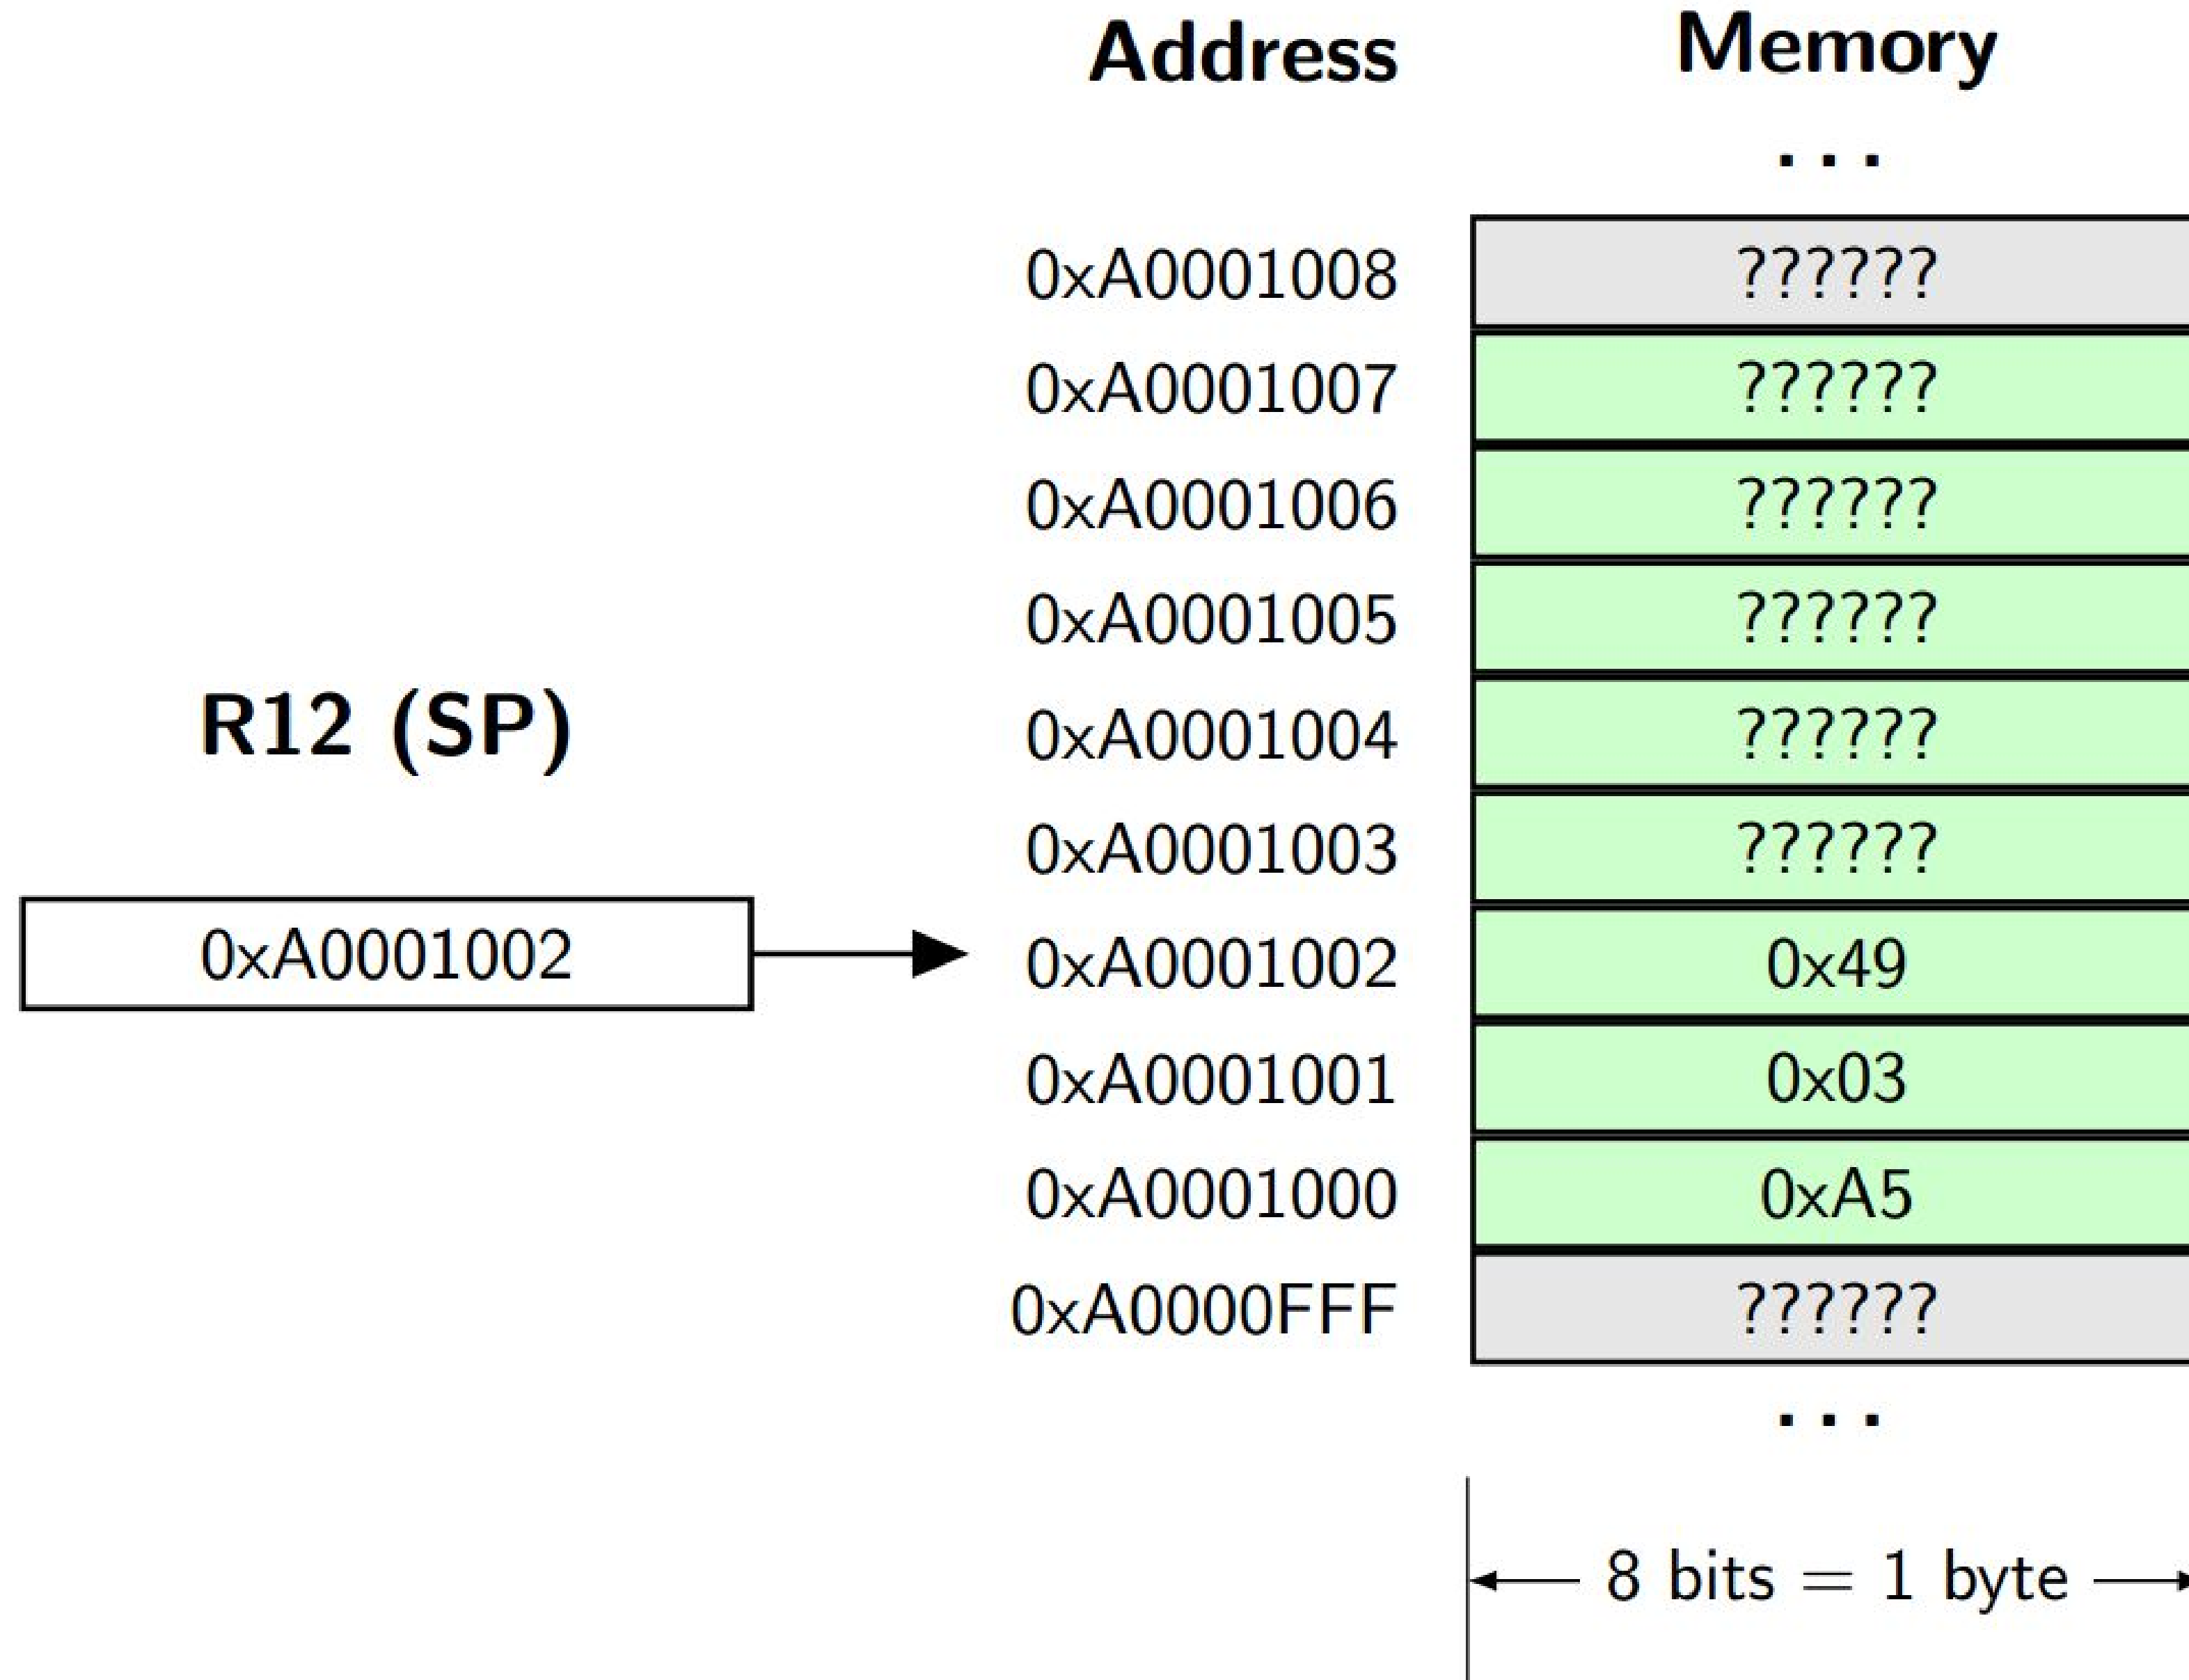 Address Memory
...
0xA0001008 ??????
0xA0001007 ??????
0xA0001006 ??????
0xA0001005 ??????
R12 (SP)
0xA0001004 ??????
0xA0001003 ??????
0xA0001002 0xA0001002 0x49
0xA0001001 0x03
0xA0001000 0xA5
0xA0000FFF ??????
...
8 bits = 1 byte